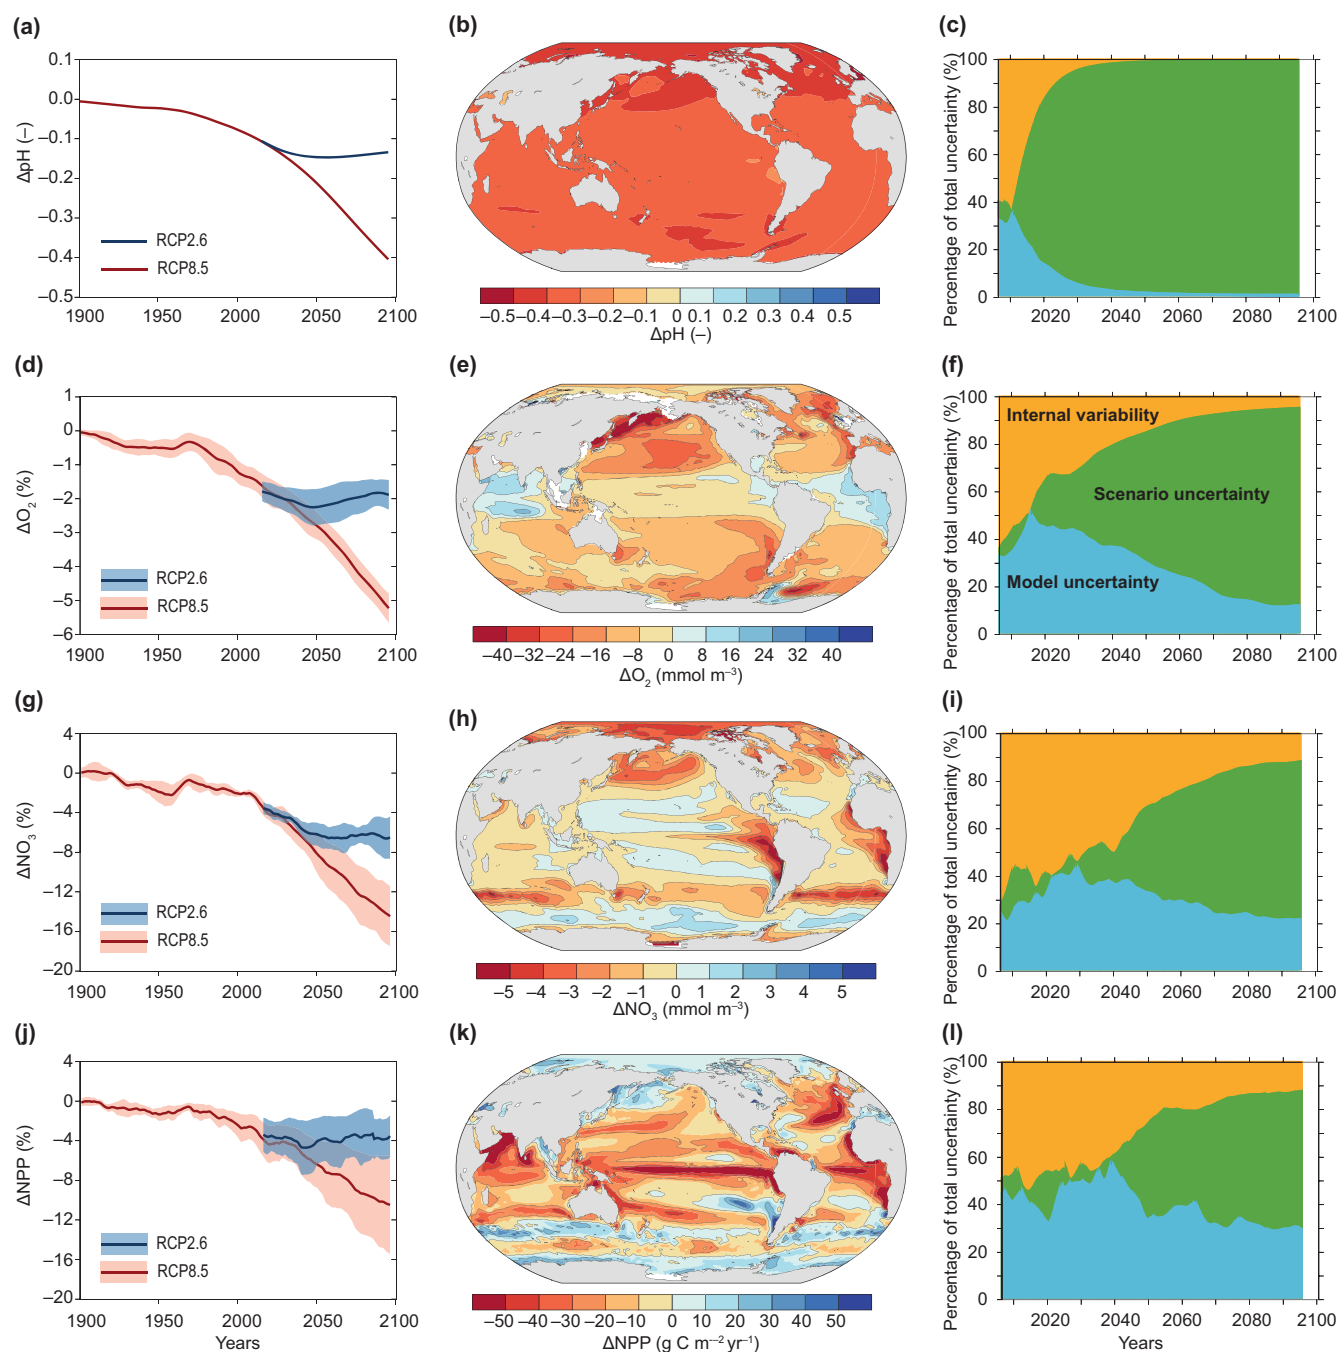 (a)
0.1
0.0
−0.1
−0.2
−0.3
−0.4
−0.5
ΔpH (–)
RCP2.6
RCP8.5
1900 1950 2000 2050 2100
(b)
−0.5 −0.4 −0.3 −0.2 −0.1 0 0.1 0.2 0.3 0.4 0.5
ΔpH (–)
(c)
Percentage of total uncertainty (%)
100
80
60
40
20
0
2020 2040 2060 2080 2100
(d)
1
0
−1
−2
−3
−4
−5
−6
ΔO₂ (%)
RCP2.6
RCP8.5
1900 1950 2000 2050 2100
(e)
−40 −32 −24 −16 −8 0 8 16 24 32 40
ΔO₂ (mmol m⁻³)
(f)
Percentage of total uncertainty (%)
100
80
60
40
20
0
Internal variability
Scenario uncertainty
Model uncertainty
2020 2040 2060 2080 2100
(g)
4
0
−4
−8
−12
−16
−20
ΔNO₃ (%)
RCP2.6
RCP8.5
1900 1950 2000 2050 2100
(h)
−5 −4 −3 −2 −1 0 1 2 3 4 5
ΔNO₃ (mmol m⁻³)
(i)
Percentage of total uncertainty (%)
100
80
60
40
20
0
2020 2040 2060 2080 2100
(j)
4
0
−4
−8
−12
−16
−20
ΔNPP (%)
RCP2.6
RCP8.5
1900 1950 2000 2050 2100
Years
(k)
−50 −40 −30 −20 −10 0 10 20 30 40 50
ΔNPP (g C m⁻² yr⁻¹)
(l)
Percentage of total uncertainty (%)
100
80
60
40
20
0
2020 2040 2060 2080 2100
Years